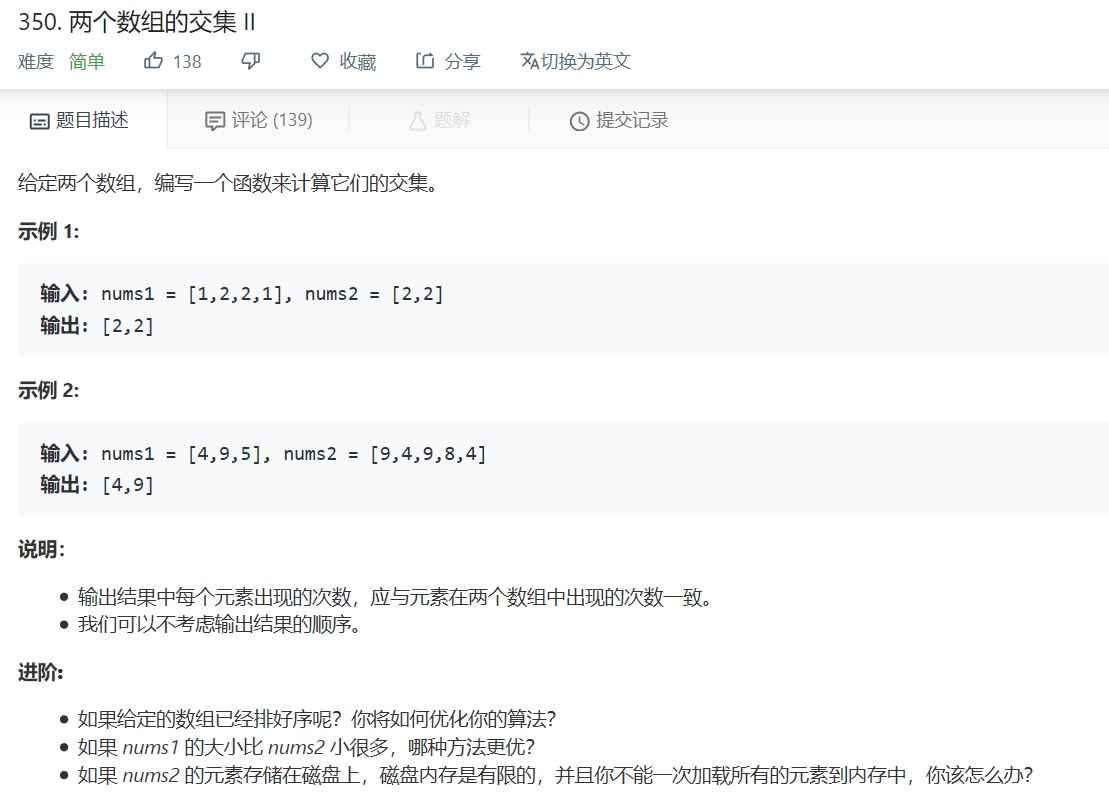 350. 两个数组的交集 II
难度 简单 138 收藏 分享 切换为英文
题目描述 评论 (139) 题解 提交记录
给定两个数组，编写一个函数来计算它们的交集。
示例 1:
输入: nums1 = [1,2,2,1], nums2 = [2,2]
输出: [2,2]
示例 2:
输入: nums1 = [4,9,5], nums2 = [9,4,9,8,4]
输出: [4,9]
说明：
输出结果中每个元素出现的次数，应与元素在两个数组中出现的次数一致。
我们可以不考虑输出结果的顺序。
进阶:
如果给定的数组已经排好序呢？你将如何优化你的算法？
如果 nums1 的大小比 nums2 小很多，哪种方法更优？
如果 nums2 的元素存储在磁盘上，磁盘内存是有限的，并且你不能一次加载所有的元素到内存中，你该怎么办？